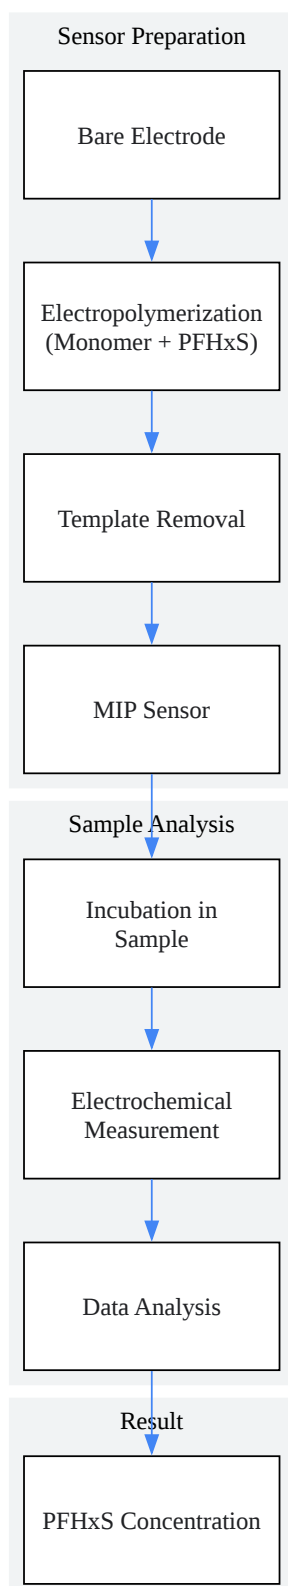 Sensor Preparation
Bare Electrode
Electropolymerization
(Monomer + PFHxS)
Template Removal
MIP Sensor
Sample Analysis
Incubation in
Sample
Electrochemical
Measurement
Data Analysis
Result
PFHxS Concentration